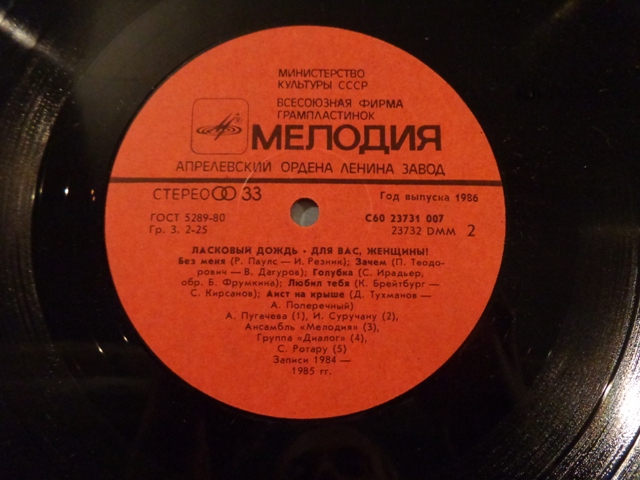 МИНИСТЕРСТВО
КУЛЬТУРЫ СССР
ВСЕСОЮЗНАЯ ФИРМА
ГРАМПЛАСТИНОК
МЕЛОДИЯ
АПРЕЛЕВСКИЙ ОРДЕНА ЛЕНИНА ЗАВОД
СТЕРЕО 33
Год выпуска 1986
ГОСТ 5289-80
С60 23731 007
Гр. 3. 2-25
23732 DMM 2
ЛАСКОВЫЙ ДОЖДЬ - ДЛЯ ВАС, ЖЕНЩИНЫ!
Без меня (Р. Паулс — И. Резник); Зачем (П. Теодо-
рович — В. Дагуров); Голубка (С. Ирадьер,
обр. Б. Фрумкина); Любил тебя (К. Брейтбург —
С. Кирсанов); Аист на крыше (Д. Тухманов —
А. Поперечный)
А. Пугачева (1), И. Суручану (2),
Ансамбль «Мелодия» (3),
Группа «Диалог» (4),
С. Ротару (5)
Записи 1984 —
1985 гг.